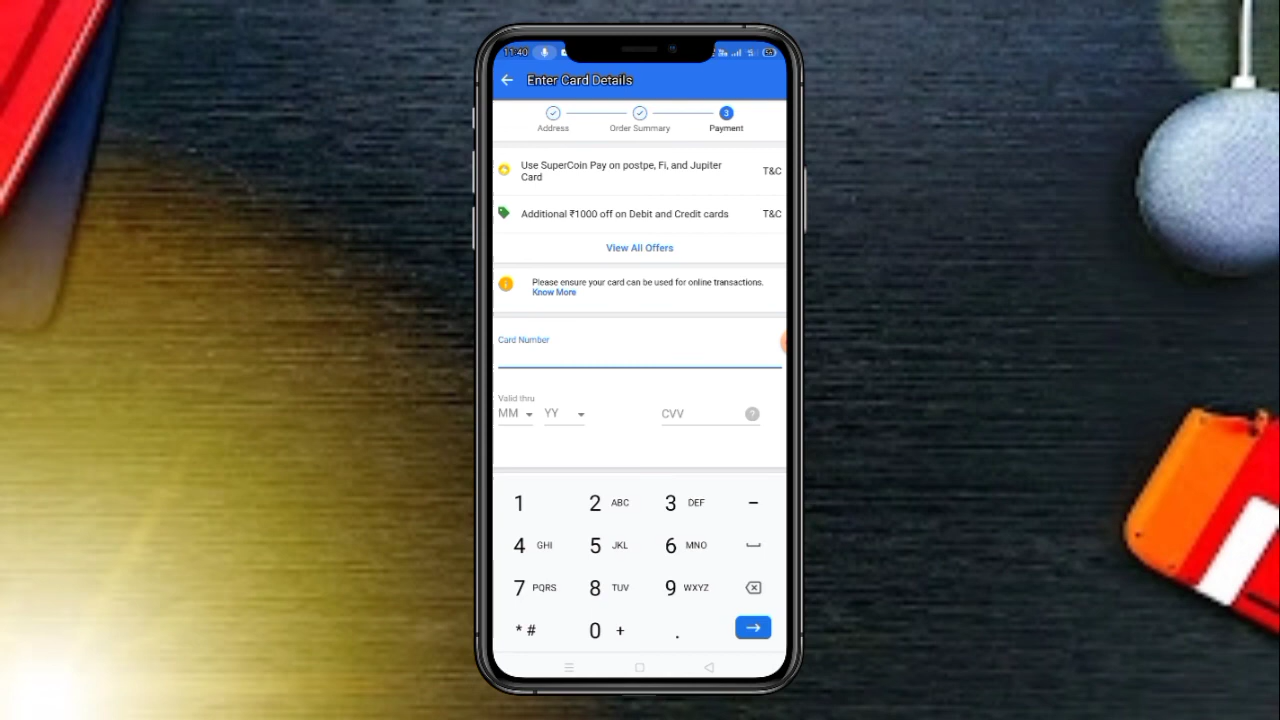 11:40
Enter Card Details
3
Address Order Summary Payment
Use SuperCoin Pay on postpe, Fi, and Jupiter
Card
T&C
Additional ₹1000 off on Debit and Credit cards T&C
View All Offers
Please ensure your card can be used for online transactions.
Know More
Card Number
Valid thru
MM YY CVV ?
1 2 ABC 3 DEF -
4 GHI 5 JKL 6 MNO
7 PQRS 8 TUV 9 WXYZ
* # 0 + .